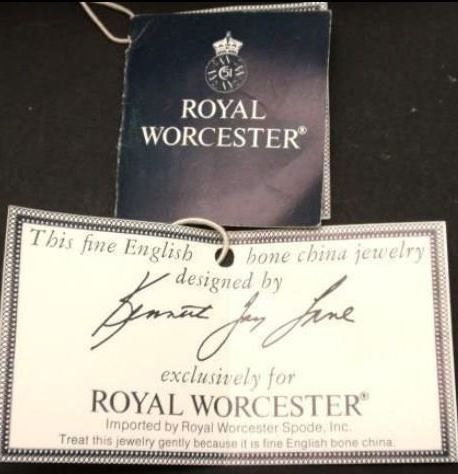 51
ROYAL
WORCESTER®
This fine English bone china jewelry
designed by
Kenneth Jay Lane
exclusively for
ROYAL WORCESTER®
Imported by Royal Worcester Spode, Inc.
Treat this jewelry gently because it is fine English bone china.